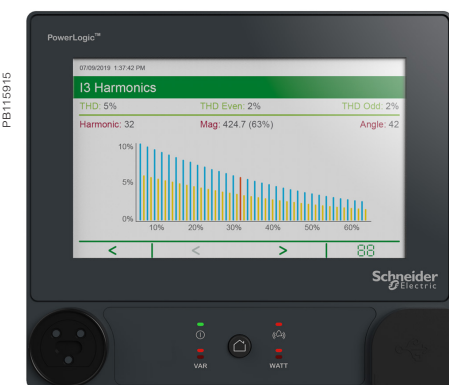 PB115915
PowerLogic™
07/09/2019 1:37:42 PM
I3 Harmonics
THD: 5% THD Even: 2% THD Odd: 2%
Harmonic: 32 Mag: 424.7 (63%) Angle: 42
10%
5%
0%
10% 20% 30% 40% 50% 60%
< < > 88
Schneider
Electric
VAR WATT